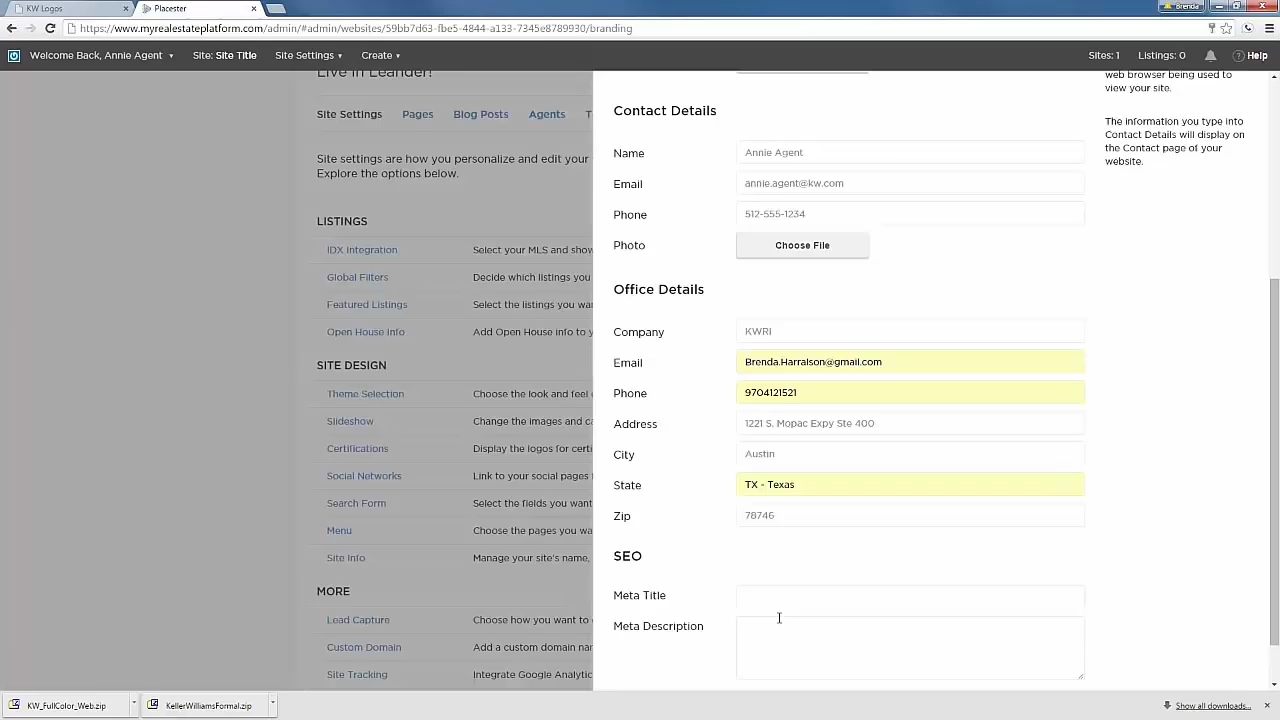 KW Logos
Placester
Brenda
https://www.myrealestateplatform.com/admin/#admin/websites/59bb7d63-fbe5-4844-a133-7345e8789930/branding
Welcome Back, Annie Agent
Site: Site Title
Site Settings
Create
Sites: 1
Listings: 0
Help
Live in Leander!
Site Settings
Pages
Blog Posts
Agents
T
Site settings are how you personalize and edit your
Explore the options below.
LISTINGS
IDX Integration
Select your MLS and show
Global Filters
Decide which listings you
Featured Listings
Select the listings you wan
Open House Info
Add Open House info to y
SITE DESIGN
Theme Selection
Choose the look and feel
Slideshow
Change the images and ca
Certifications
Display the logos for certi
Social Networks
Link to your social pages
Search Form
Select the fields you want
Menu
Choose the pages you wan
Site Info
Manage your site's name,
MORE
Lead Capture
Choose how you want to
Custom Domain
Add a custom domain nam
Site Tracking
Integrate Google Analytic
Contact Details
Name
Annie Agent
Email
annie.agent@kw.com
Phone
512-555-1234
Photo
Choose File
Office Details
Company
KWRI
Email
Brenda.Harralson@gmail.com
Phone
9704121521
Address
1221 S. Mopac Expy Ste 400
City
Austin
State
TX - Texas
Zip
78746
SEO
Meta Title
Meta Description
web browser being used to
view your site.
The information you type into
Contact Details will display on
the Contact page of your
website.
KW_FullColor_Web.zip
KellerWilliamsFormal.zip
Show all downloads...